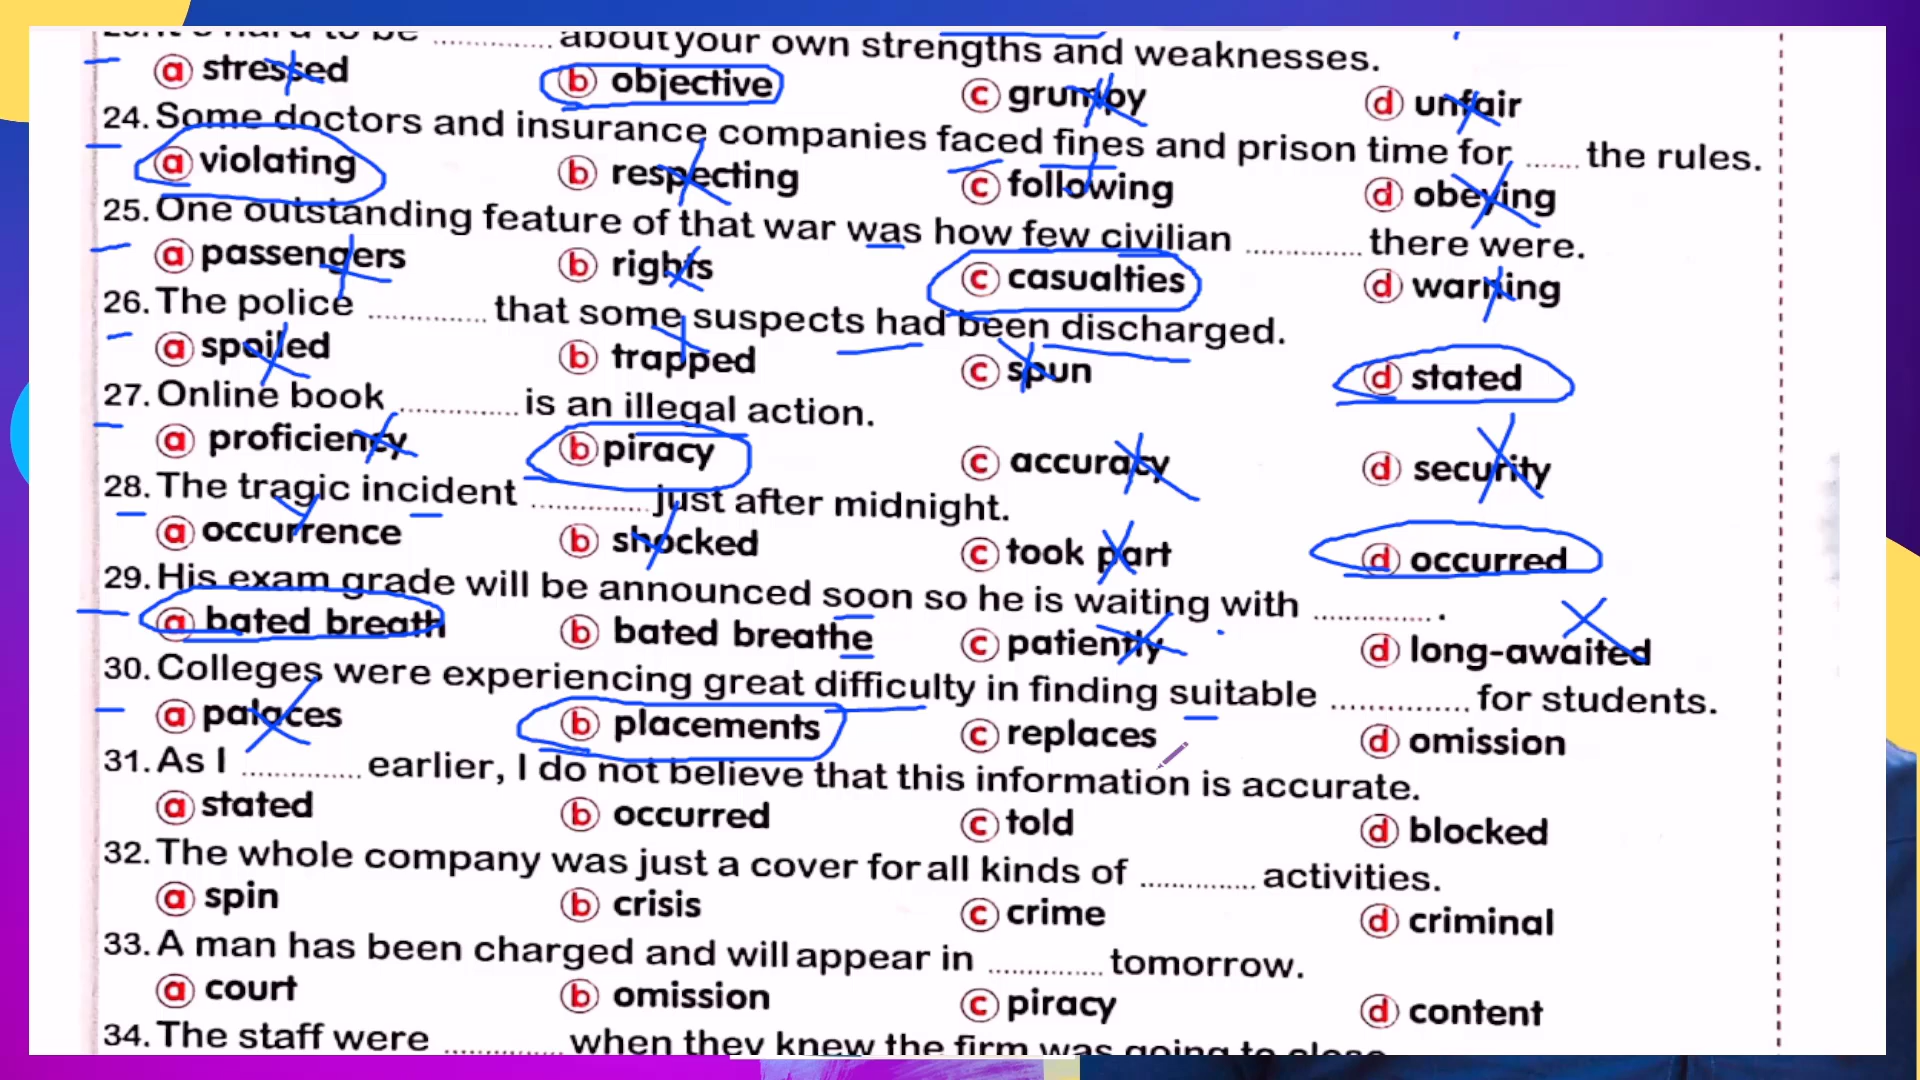 about your own strengths and weaknesses.
a stressed b objective c grumpy d unfair
24. Some doctors and insurance companies faced fines and prison time for ...... the rules.
a violating b respecting c following d obeying
25. One outstanding feature of that war was how few civilian ............ there were.
a passengers b rights c casualties d warning
26. The police ............ that some suspects had been discharged.
a spoiled b trapped c spun d stated
27. Online book ............ is an illegal action.
a proficiency b piracy c accuracy d security
28. The tragic incident ............ just after midnight.
a occurrence b shocked c took part d occurred
29. His exam grade will be announced soon so he is waiting with ............ .
a bated breath b bated breathe c patiently d long-awaited
30. Colleges were experiencing great difficulty in finding suitable .............. for students.
a palaces b placements c replaces d omission
31. As I ............ earlier, I do not believe that this information is accurate.
a stated b occurred c told d blocked
32. The whole company was just a cover for all kinds of ............ activities.
a spin b crisis c crime d criminal
33. A man has been charged and will appear in ............ tomorrow.
a court b omission c piracy d content
34. The staff were ............ when they knew the firm was going to close